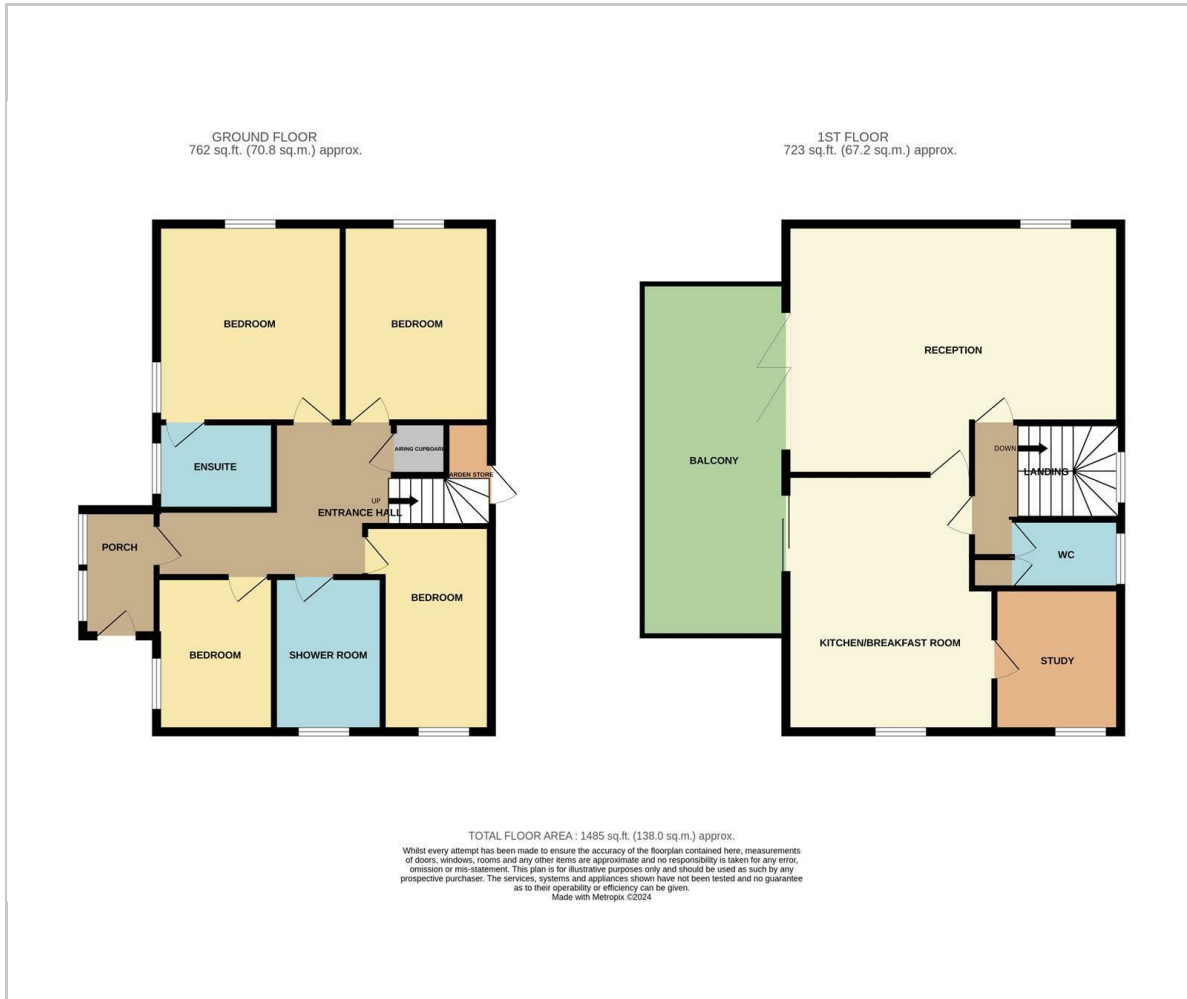 GROUND FLOOR
762 sq.ft. (70.8 sq.m.) approx.
BEDROOM
BEDROOM
ENSUITE
AIRING CUPBOARD
ARDEN STORE
UP
ENTRANCE HALL
PORCH
BEDROOM
BEDROOM
SHOWER ROOM
1ST FLOOR
723 sq.ft. (67.2 sq.m.) approx.
RECEPTION
BALCONY
DOWN
LANDING
WC
KITCHEN/BREAKFAST ROOM
STUDY
TOTAL FLOOR AREA : 1485 sq.ft. (138.0 sq.m.) approx.
Whilst every attempt has been made to ensure the accuracy of the floorplan contained here, measurements
of doors, windows, rooms and any other items are approximate and no responsibility is taken for any error,
omission or mis-statement. This plan is for illustrative purposes only and should be used as such by any
prospective purchaser. The services, systems and appliances shown have not been tested and no guarantee
as to their operability or efficiency can be given.
Made with Metropix ©2024